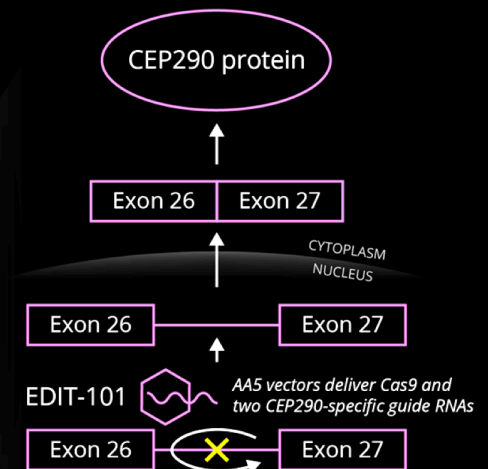 CEP290 protein
Exon 26 Exon 27
CYTOPLASM
NUCLEUS
Exon 26 Exon 27
EDIT-101
AA5 vectors deliver Cas9 and
two CEP290-specific guide RNAs
Exon 26 Exon 27